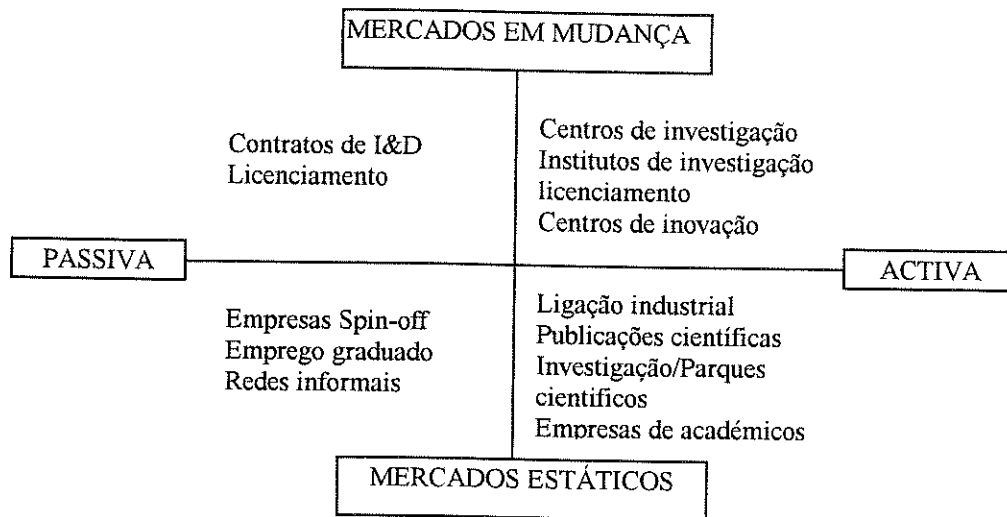 MERCADOS EM MUDANÇA
Contratos de I&D
Licenciamento
Centros de investigação
Institutos de investigação
licenciamento
Centros de inovação
PASSIVA
ACTIVA
Empresas Spin-off
Emprego graduado
Redes informais
Ligação industrial
Publicações científicas
Investigação/Parques
cientificos
Empresas de académicos
MERCADOS ESTÁTICOS